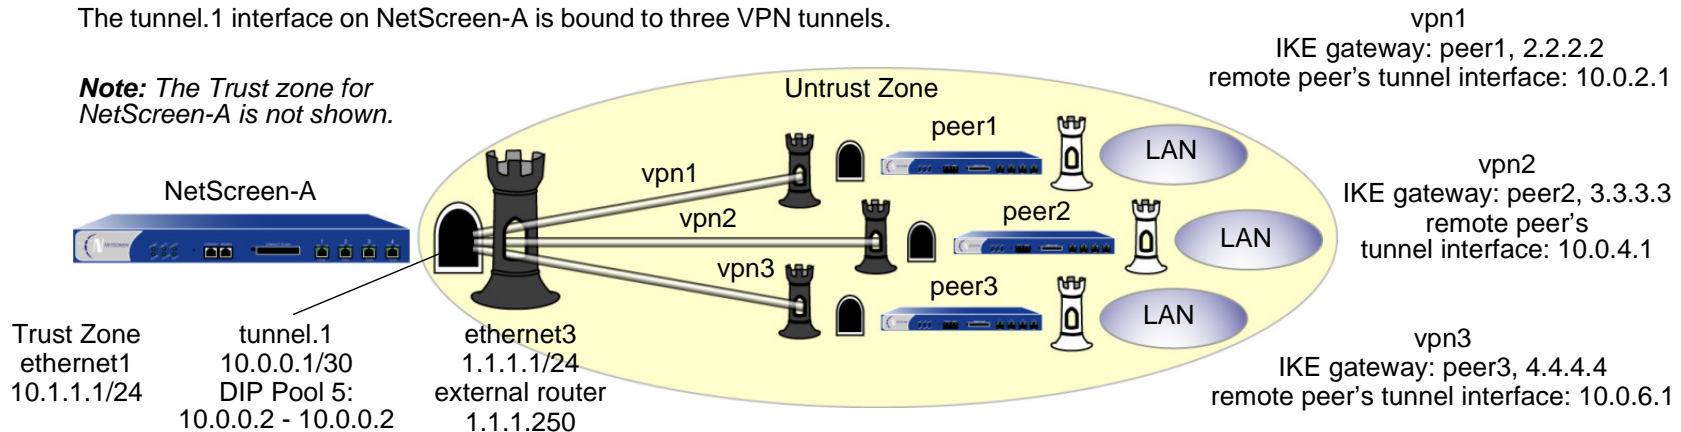 The tunnel.1 interface on NetScreen-A is bound to three VPN tunnels.
Note: The Trust zone for
NetScreen-A is not shown.
NetScreen-A
Trust Zone
ethernet1
10.1.1.1/24
tunnel.1
10.0.0.1/30
DIP Pool 5:
10.0.0.2 - 10.0.0.2
ethernet3
1.1.1.1/24
external router
1.1.1.250
Untrust Zone
vpn1
vpn2
vpn3
peer1
LAN
peer2
LAN
peer3
LAN
vpn1
IKE gateway: peer1, 2.2.2.2
remote peer’s tunnel interface: 10.0.2.1
vpn2
IKE gateway: peer2, 3.3.3.3
remote peer’s
tunnel interface: 10.0.4.1
vpn3
IKE gateway: peer3, 4.4.4.4
remote peer’s tunnel interface: 10.0.6.1